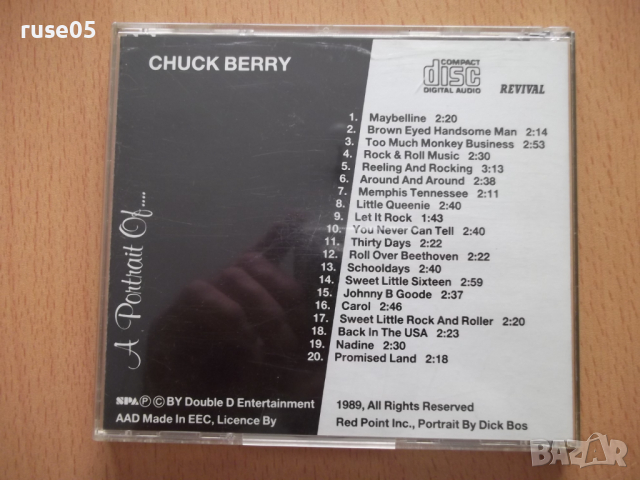 ruse05
CHUCK BERRY
COMPACT
disc
DIGITAL AUDIO
REVIVAL
1. Maybelline 2:20
2. Brown Eyed Handsome Man 2:14
3. Too Much Monkey Business 2:53
4. Rock & Roll Music 2:30
5. Reeling And Rocking 3:13
6. Around And Around 2:38
7. Memphis Tennessee 2:11
8. Little Queenie 2:40
9. Let It Rock 1:43
10. You Never Can Tell 2:40
11. Thirty Days 2:22
12. Roll Over Beethoven 2:22
13. Schooldays 2:40
14. Sweet Little Sixteen 2:59
15. Johnny B Goode 2:37
16. Carol 2:46
17. Sweet Little Rock And Roller 2:20
18. Back In The USA 2:23
19. Nadine 2:30
20. Promised Land 2:18
A Portrait Of....
SPA ℗ © BY Double D Entertainment
AAD Made In EEC, Licence By
1989, All Rights Reserved
Red Point Inc., Portrait By Dick Bos
BAZAR